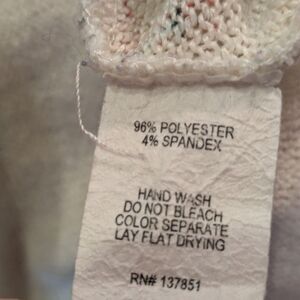 96% POLYESTER
4% SPANDEX
HAND WASH
DO NOT BLEACH
COLOR SEPARATE
LAY FLAT DRYING
RN# 137851